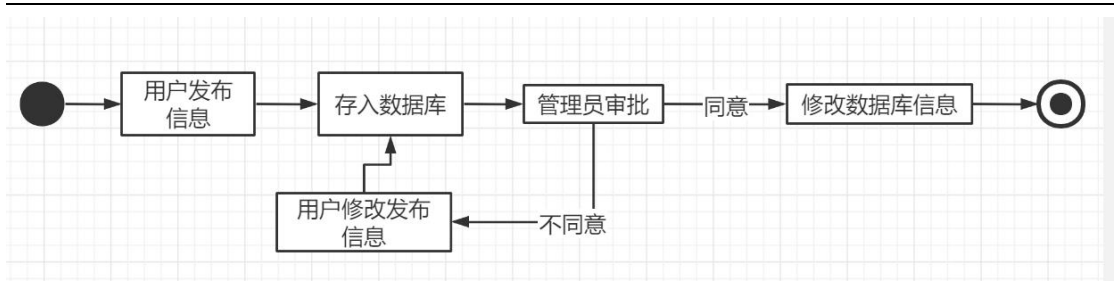 用户发布
信息
存入数据库
管理员审批
同意
修改数据库信息
用户修改发布
信息
不同意